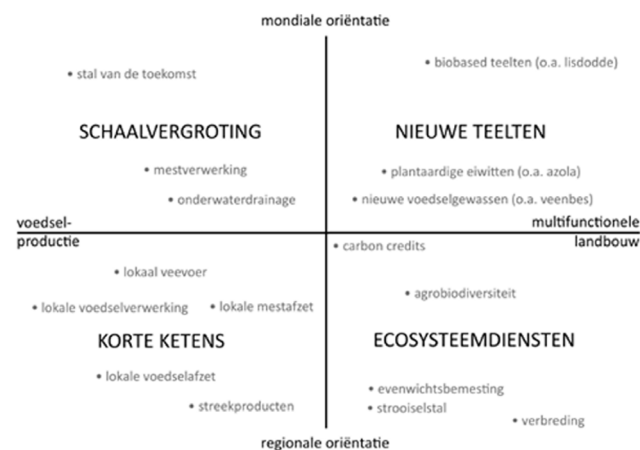 mondiale oriëntatie
• biobased teelten (o.a. lisdodde)
• stal van de toekomst
SCHAALVERGROTING
NIEUWE TEELTEN
• mestverwerking
• plantaardige eiwitten (o.a. azola)
• onderwaterdrainage
• nieuwe voedselgewassen (o.a. veenbes)
voedsel-
productie
multifunctionele
landbouw
• carbon credits
• lokaal veevoer
• agrobiodiversiteit
• lokale voedselverwerking
• lokale mestafzet
KORTE KETENS
ECOSYSTEEMDIENSTEN
• lokale voedselafzet
• evenwichtsbemesting
• streekproducten
• strooiselstal
• verbreding
regionale oriëntatie